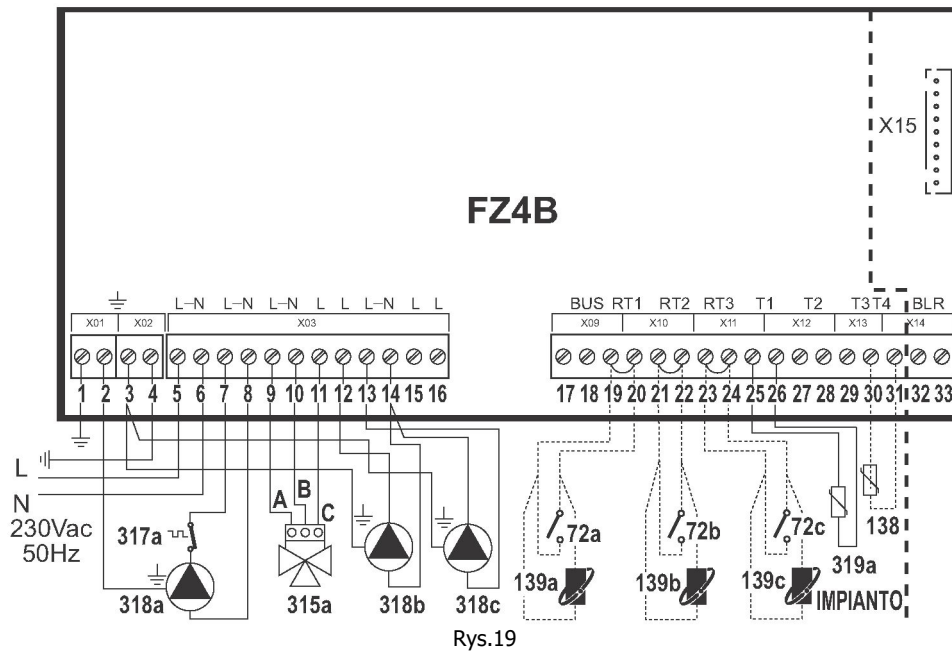 X15
FZ4B
L–N L–N L–N L L L–N L L
BUS RT1 RT2 RT3 T1 T2 T3 T4 BLR
X01 X02 X03 X09 X10 X11 X12 X13 X14
1 2 3 4 5 6 7 8 9 10 11 12 13 14 15 16 17 18 19 20 21 22 23 24 25 26 27 28 29 30 31 32 33
L
N
230Vac
50Hz
A B C
317a
318a
315a
318b
318c
72a
139a
72b
139b
72c
139c
319a
138
IMPIANTO
Rys.19